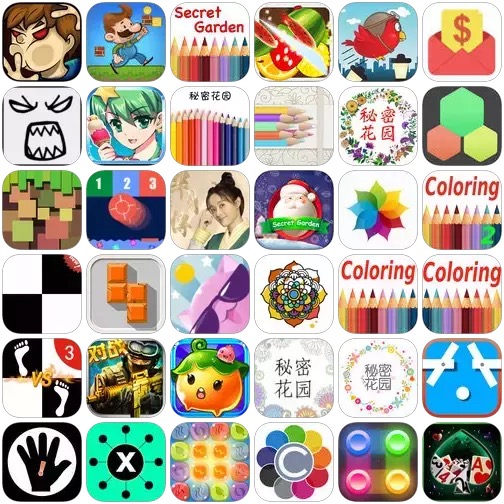 Secret
Garden
$
秘密花园
秘密
花园
1 2 3
Secret Garden
Coloring
2
Coloring
Coloring
3
VS
对战
秘密
花园
秘密
花园
X
C
A